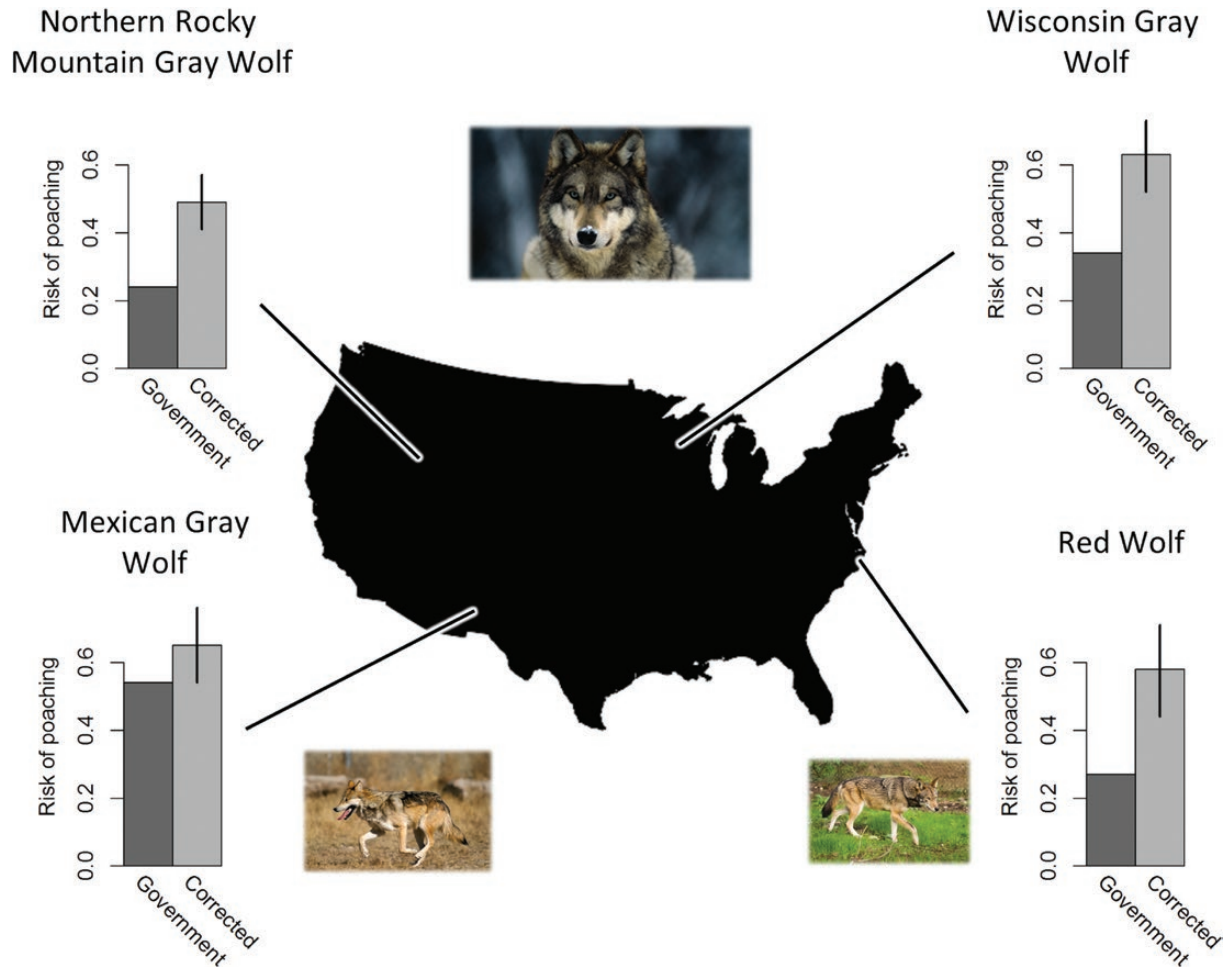 Northern Rocky
Mountain Gray Wolf
Risk of poaching
0.0
0.2
0.4
0.6
Government
Corrected
Wisconsin Gray
Wolf
Risk of poaching
0.0
0.2
0.4
0.6
Government
Corrected
Mexican Gray
Wolf
Risk of poaching
0.0
0.2
0.4
0.6
Government
Corrected
Red Wolf
Risk of poaching
0.0
0.2
0.4
0.6
Government
Corrected